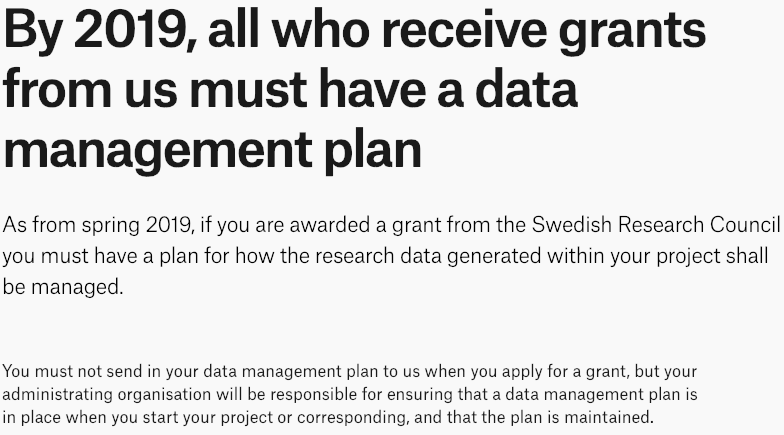 By 2019, all who receive grants
from us must have a data
management plan
As from spring 2019, if you are awarded a grant from the Swedish Research Council
you must have a plan for how the research data generated within your project shall
be managed.
You must not send in your data management plan to us when you apply for a grant, but your
administrating organisation will be responsible for ensuring that a data management plan is
in place when you start your project or corresponding, and that the plan is maintained.